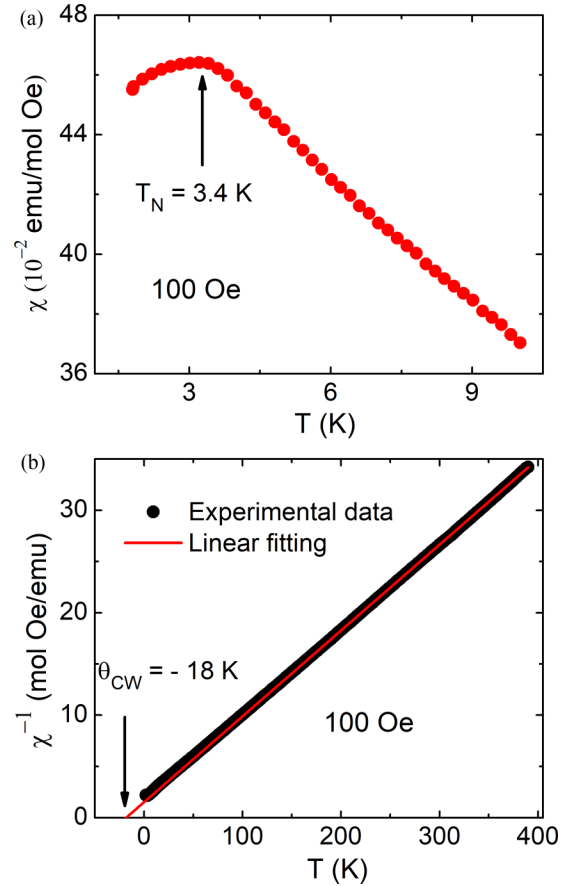 (a)
48
44
40
36
χ (10⁻² emu/mol Oe)
T_N = 3.4 K
100 Oe
3 6 9
T (K)
(b)
30
20
10
0
χ⁻¹ (mol Oe/emu)
Experimental data
Linear fitting
θ_CW = - 18 K
100 Oe
0 100 200 300 400
T (K)